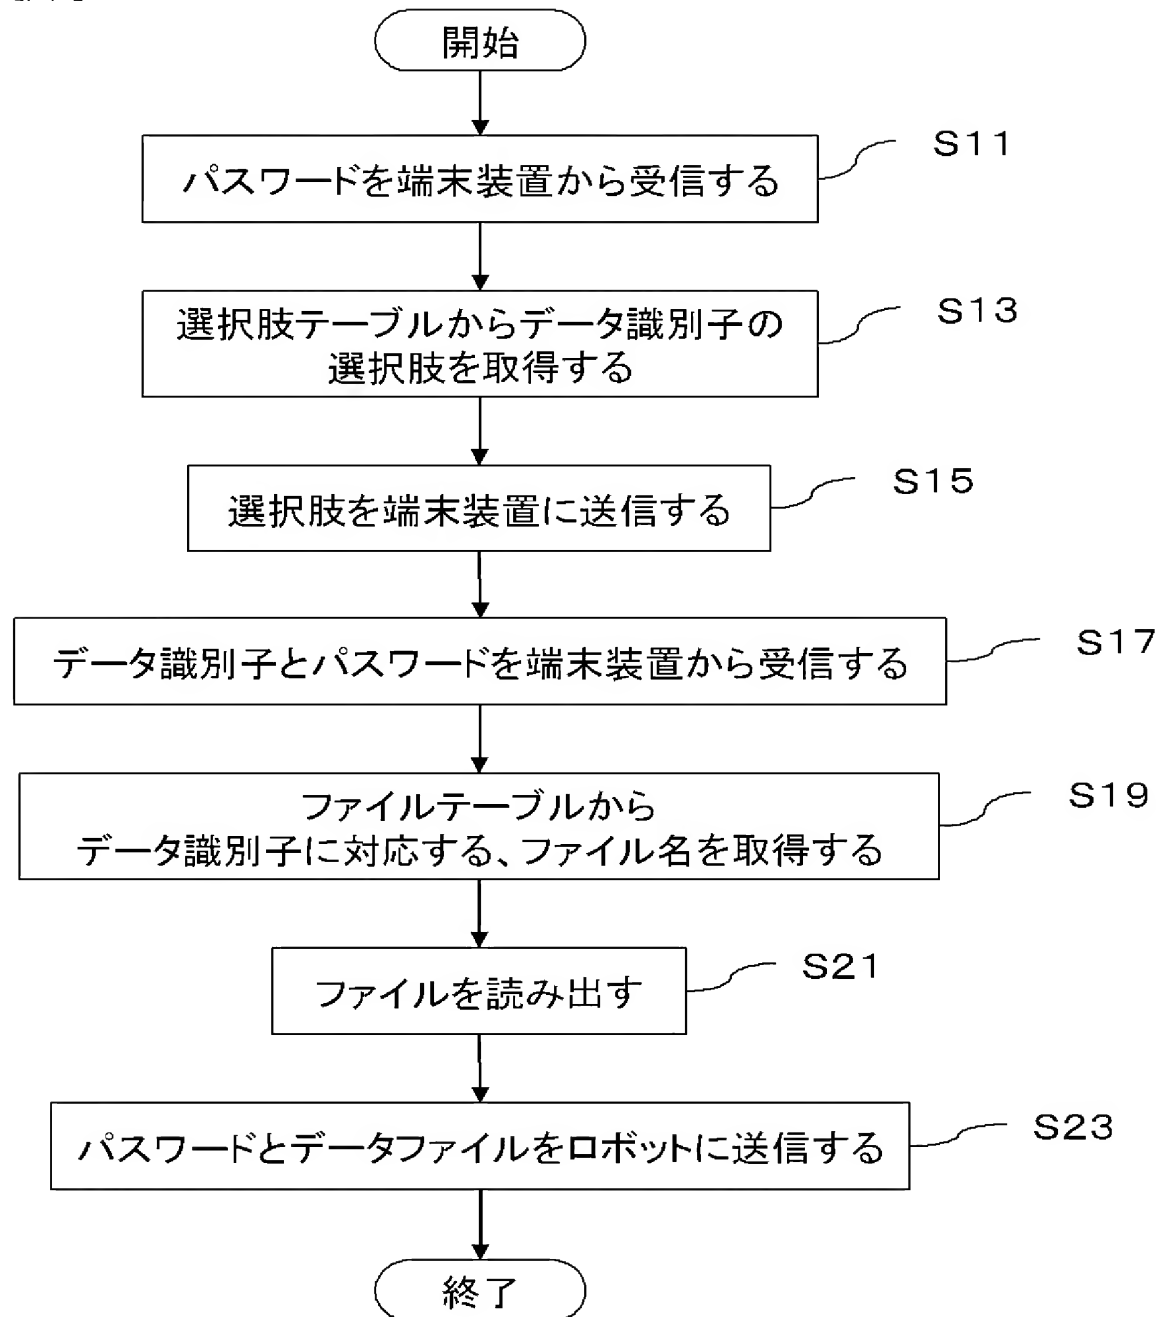 開始
パスワードを端末装置から受信する
S11
選択肢テーブルからデータ識別子の
選択肢を取得する
S13
選択肢を端末装置に送信する
S15
データ識別子とパスワードを端末装置から受信する
S17
ファイルテーブルから
データ識別子に対応する、ファイル名を取得する
S19
ファイルを読み出す
S21
パスワードとデータファイルをロボットに送信する
S23
終了